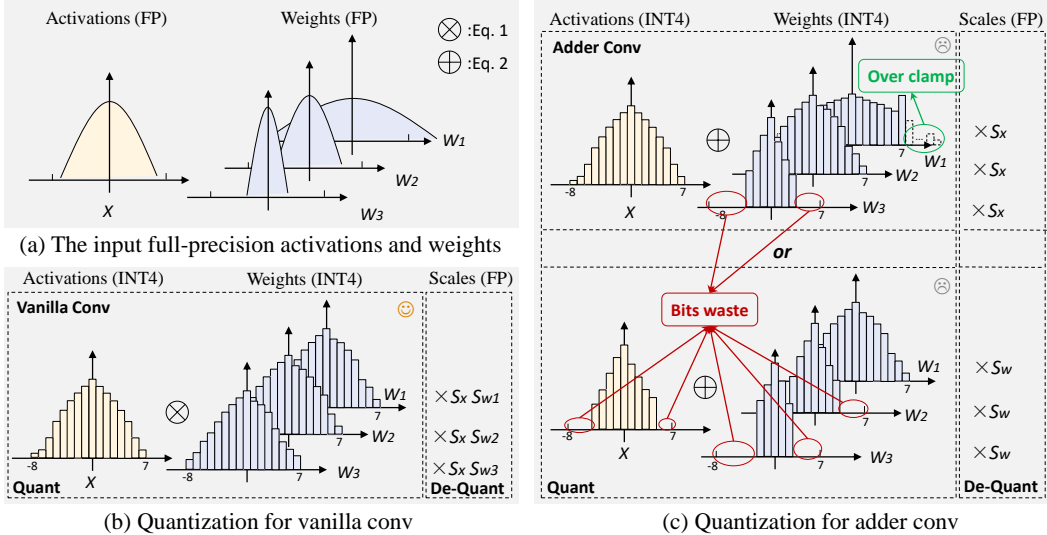 Activations (FP)
Weights (FP)
:Eq. 1
:Eq. 2
X
W1
W2
W3
(a) The input full-precision activations and weights
Activations (INT4)
Weights (INT4)
Scales (FP)
Vanilla Conv
-8
7
X
-8
7
7
7
W1
W2
W3
× Sx Sw1
× Sx Sw2
× Sx Sw3
Quant
De-Quant
(b) Quantization for vanilla conv
Activations (INT4)
Weights (INT4)
Scales (FP)
Adder Conv
Over clamp
-8
7
X
-8
7
7
7
W1
W2
W3
× Sx
× Sx
× Sx
or
Bits waste
-8
7
X
-8
7
7
7
W1
W2
W3
× Sw
× Sw
× Sw
Quant
De-Quant
(c) Quantization for adder conv